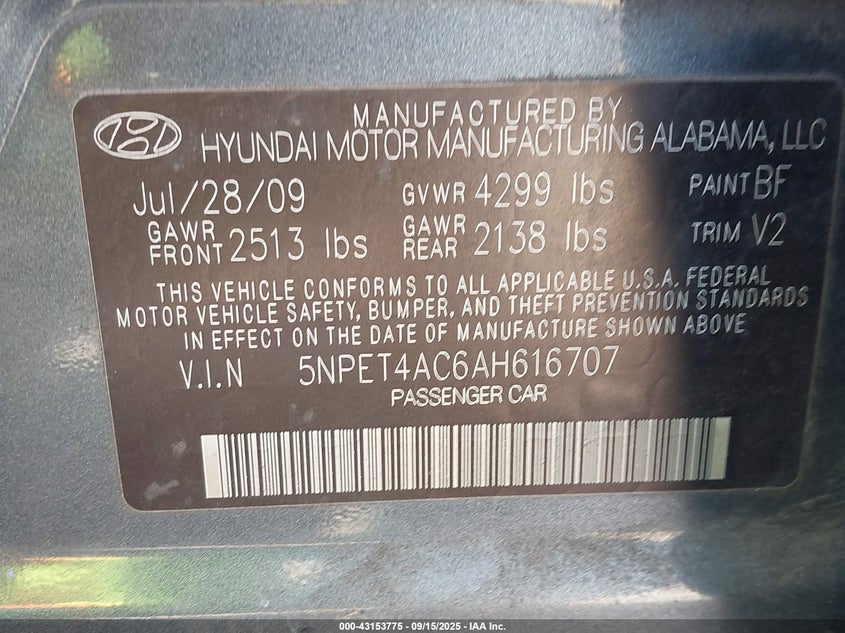 MANUFACTURED BY
HYUNDAI MOTOR MANUFACTURING ALABAMA, LLC
Jul/28/09 GVWR 4299 lbs PAINT BF
GAWR FRONT 2513 lbs GAWR REAR 2138 lbs TRIM V2
THIS VEHICLE CONFORMS TO ALL APPLICABLE U.S.A. FEDERAL
MOTOR VEHICLE SAFETY, BUMPER, AND THEFT PREVENTION STANDARDS
IN EFFECT ON THE DATE OF MANUFACTURE SHOWN ABOVE
V.I.N 5NPET4AC6AH616707
PASSENGER CAR
000-43153775 - 09/15/2025 - IAA Inc.